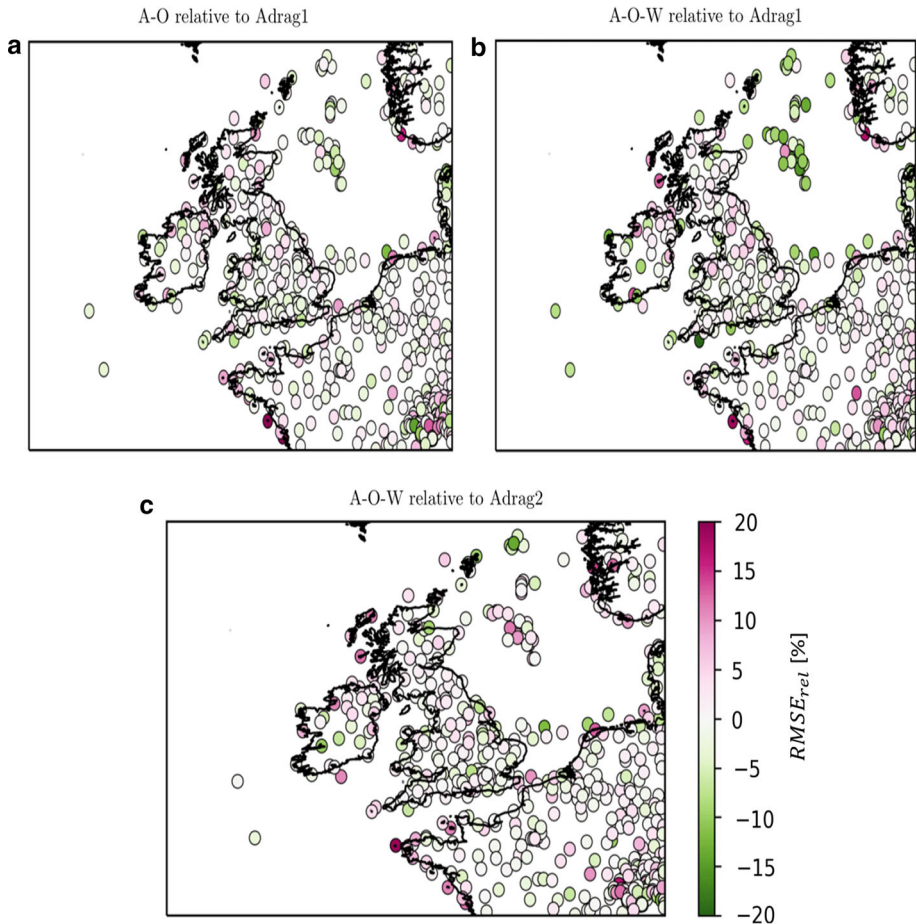 A-O relative to Adrag1
A-O-W relative to Adrag1
a
b
A-O-W relative to Adrag2
c
20
15
10
5
0
−5
−10
−15
−20
RMSE_rel [%]